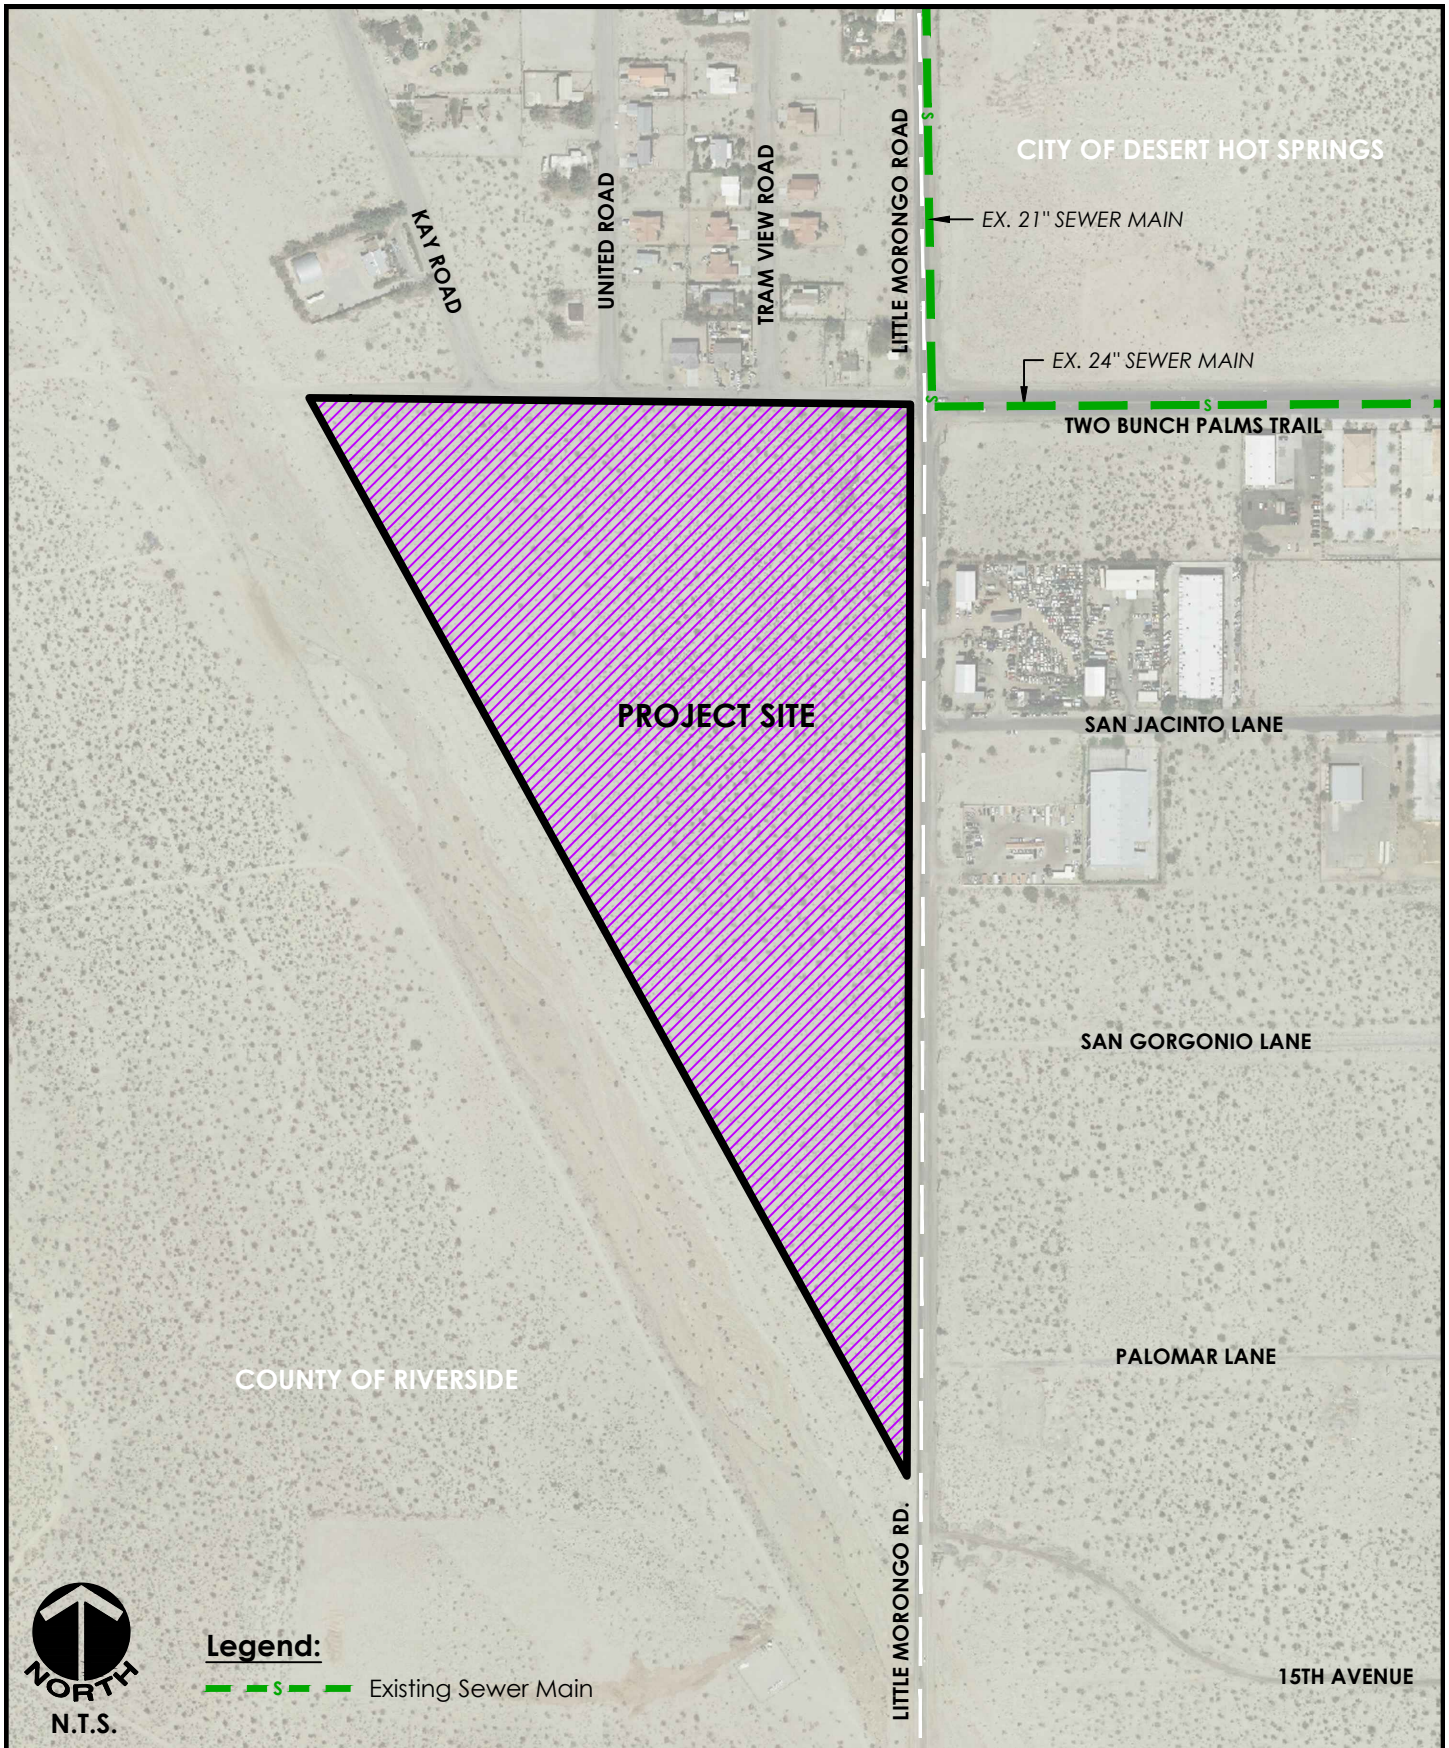 CITY OF DESERT HOT SPRINGS
S
LITTLE MORONGO ROAD
TRAM VIEW ROAD
UNITED ROAD
KAY ROAD
EX. 21" SEWER MAIN
EX. 24" SEWER MAIN
S
S
TWO BUNCH PALMS TRAIL
PROJECT SITE
SAN JACINTO LANE
SAN GORGONIO LANE
PALOMAR LANE
COUNTY OF RIVERSIDE
LITTLE MORONGO RD.
15TH AVENUE
NORTH
N.T.S.
Legend:
S
Existing Sewer Main